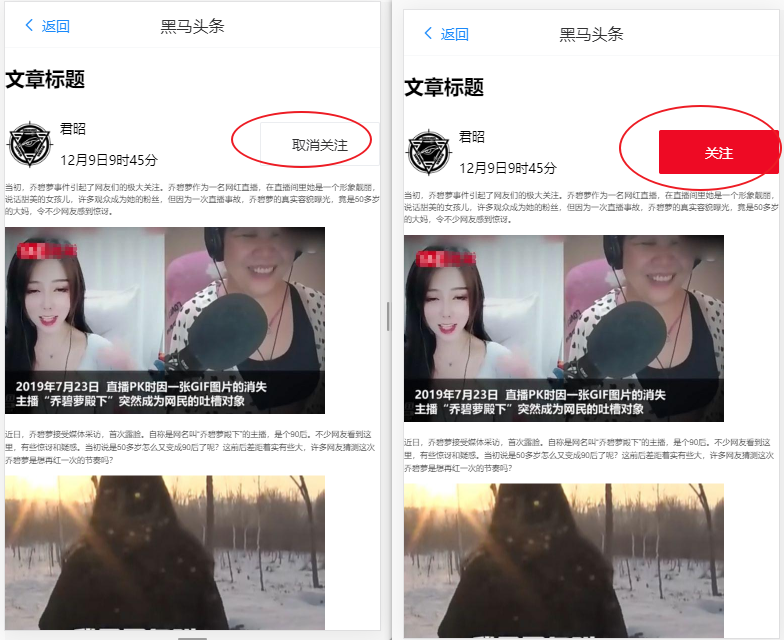 返回
黑马头条
文章标题
君昭
12月9日9时45分
取消关注
当初，乔碧萝事件引起了网友们的极大关注。乔碧萝作为一名网红直播，在直播间里她是一个形象靓丽，
说话甜美的女孩儿，许多观众成为她的粉丝，但因为一次直播事故，乔碧萝的真实容貌曝光，竟是50多岁
的大妈，令不少网友感到惊讶。
2019年7月23日 直播PK时因一张GIF图片的消失
主播“乔碧萝殿下”突然成为网民的吐槽对象
近日，乔碧萝接受媒体采访，首次露脸。自称是网名叫“乔碧萝殿下”的主播，是个90后。不少网友看到这
里，有些惊讶和疑惑。当初说是50多岁怎么又变成90后了呢？这前后差距着实有些大，许多网友猜测这次
乔碧萝是想再红一次的节奏吗？
返回
黑马头条
文章标题
君昭
12月9日9时45分
关注
当初，乔碧萝事件引起了网友们的极大关注。乔碧萝作为一名网红直播，在直播间里她是一个形象靓丽，
说话甜美的女孩儿，许多观众成为她的粉丝，但因为一次直播事故，乔碧萝的真实容貌曝光，竟是50多岁
的大妈，令不少网友感到惊讶。
2019年7月23日 直播PK时因一张GIF图片的消失
主播“乔碧萝殿下”突然成为网民的吐槽对象
近日，乔碧萝接受媒体采访，首次露脸。自称是网名叫“乔碧萝殿下”的主播，是个90后。不少网友看到这
里，有些惊讶和疑惑。当初说是50多岁怎么又变成90后了呢？这前后差距着实有些大，许多网友猜测这次
乔碧萝是想再红一次的节奏吗？